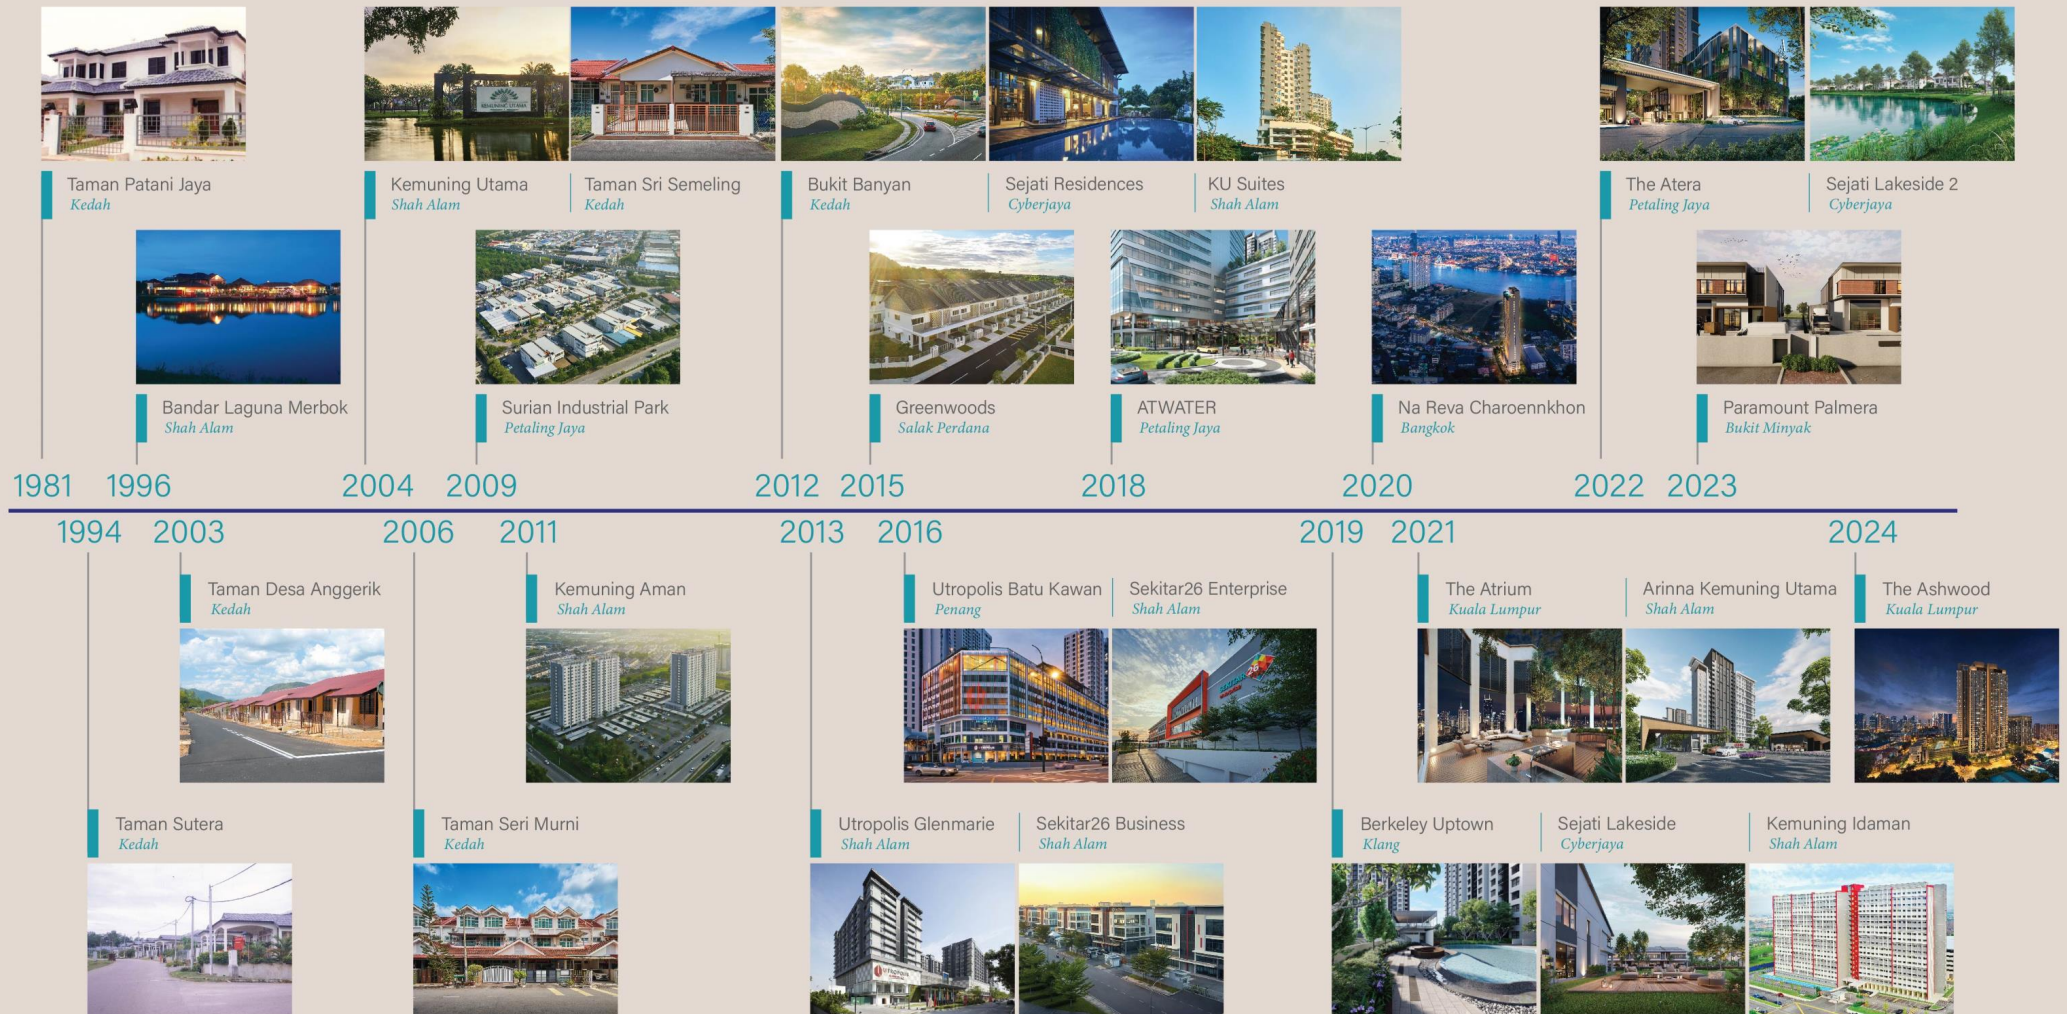 Taman Patani Jaya
Kedah
Kemuning Utama
Shah Alam
Taman Sri Semeling
Kedah
Bukit Banyan
Kedah
Sejati Residences
Cyberjaya
KU Suites
Shah Alam
The Atera
Petaling Jaya
Sejati Lakeside 2
Cyberjaya
KEMUNING UTAMA
Bandar Laguna Merbok
Shah Alam
Surian Industrial Park
Petaling Jaya
Greenwoods
Salak Perdana
ATWATER
Petaling Jaya
Na Reva Charoennkhon
Bangkok
Paramount Palmera
Bukit Minyak
1981 1996 2004 2009 2012 2015 2018 2020 2022 2023
1994 2003 2006 2011 2013 2016 2019 2021 2024
Taman Desa Anggerik
Kedah
Kemuning Aman
Shah Alam
Utropolis Batu Kawan
Penang
Sekitar26 Enterprise
Shah Alam
The Atrium
Kuala Lumpur
Arinna Kemuning Utama
Shah Alam
The Ashwood
Kuala Lumpur
Taman Sutera
Kedah
Taman Seri Murni
Kedah
Utropolis Glenmarie
Shah Alam
Sekitar26 Business
Shah Alam
Berkeley Uptown
Klang
Sejati Lakeside
Cyberjaya
Kemuning Idaman
Shah Alam